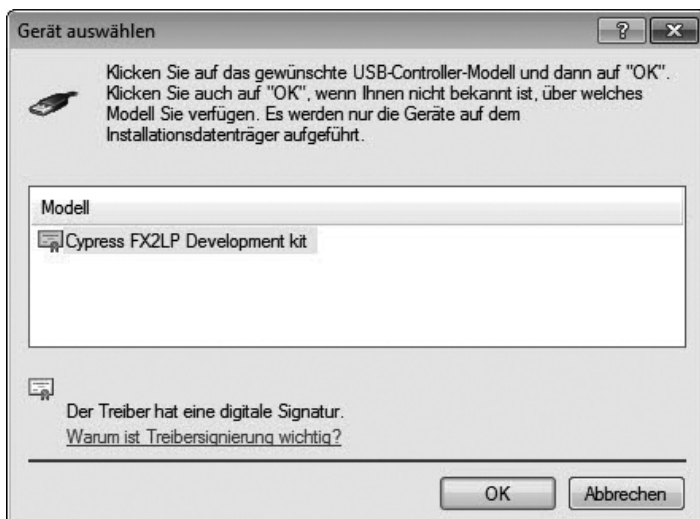 Gerät auswählen
Klicken Sie auf das gewünschte USB-Controller-Modell und dann auf "OK".
Klicken Sie auch auf "OK", wenn Ihnen nicht bekannt ist, über welches
Modell Sie verfügen. Es werden nur die Geräte auf dem
Installationsdatenträger aufgeführt.
Modell
Cypress FX2LP Development kit
Der Treiber hat eine digitale Signatur.
Warum ist Treibersignierung wichtig?
OK
Abbrechen